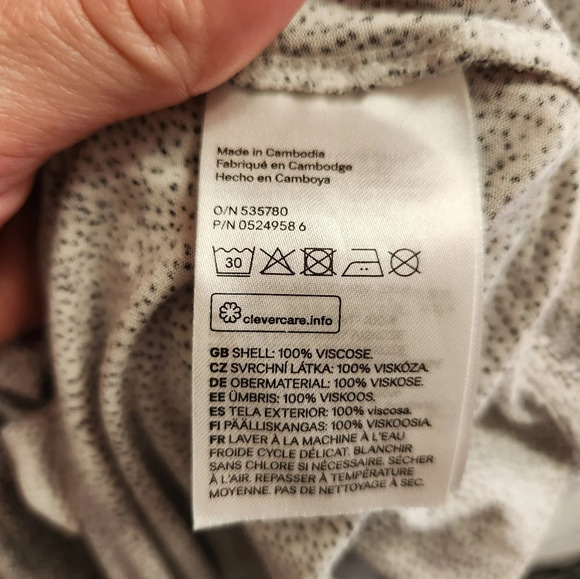 Made in Cambodia
Fabriqué en Cambodge
Hecho en Camboya
O/N 535780
P/N 0524958 6
30
clevercare.info
GB SHELL: 100% VISCOSE.
CZ SVRCHNÍ LÁTKA: 100% VISKÓZA.
DE OBERMATERIAL: 100% VISKOSE.
EE ÜMBRIS: 100% VISKOOS.
ES TELA EXTERIOR: 100% viscosa.
FI PÄÄLLISKANGAS: 100% VISKOOSIA.
FR LAVER À LA MACHINE À L'EAU
FROIDE CYCLE DÉLICAT. BLANCHIR
SANS CHLORE SI NÉCESSAIRE. SÉCHER
À L'AIR. REPASSER À TEMPÉRATURE
MOYENNE. PAS DE NETTOYAGE À SEC.